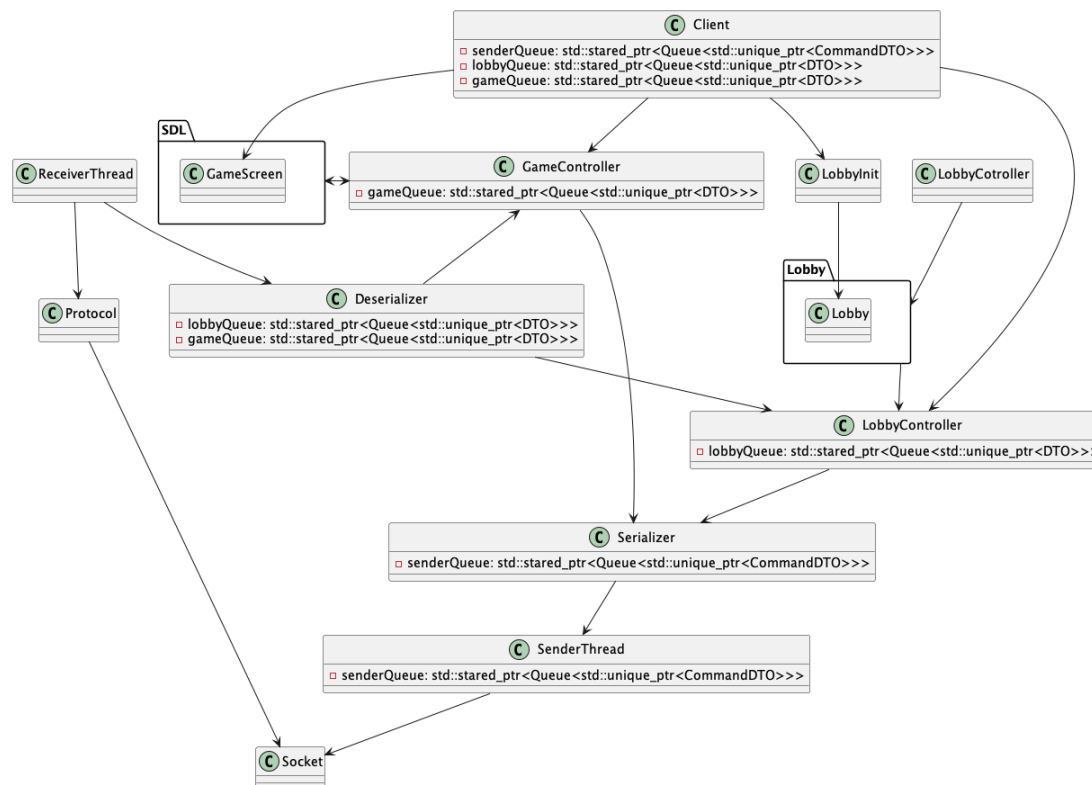 C Client
senderQueue: std::stared_ptr<Queue<std::unique_ptr<CommandDTO>>>
lobbyQueue: std::stared_ptr<Queue<std::unique_ptr<DTO>>>
gameQueue: std::stared_ptr<Queue<std::unique_ptr<DTO>>>
SDL
C GameScreen
C ReceiverThread
C GameController
gameQueue: std::stared_ptr<Queue<std::unique_ptr<DTO>>>
C LobbyInit
C LobbyCotroller
C Protocol
C Deserializer
lobbyQueue: std::stared_ptr<Queue<std::unique_ptr<DTO>>>
gameQueue: std::stared_ptr<Queue<std::unique_ptr<DTO>>>
Lobby
C Lobby
C LobbyController
lobbyQueue: std::stared_ptr<Queue<std::unique_ptr<DTO>>
C Serializer
senderQueue: std::stared_ptr<Queue<std::unique_ptr<CommandDTO>>>
C SenderThread
senderQueue: std::stared_ptr<Queue<std::unique_ptr<CommandDTO>>>
C Socket